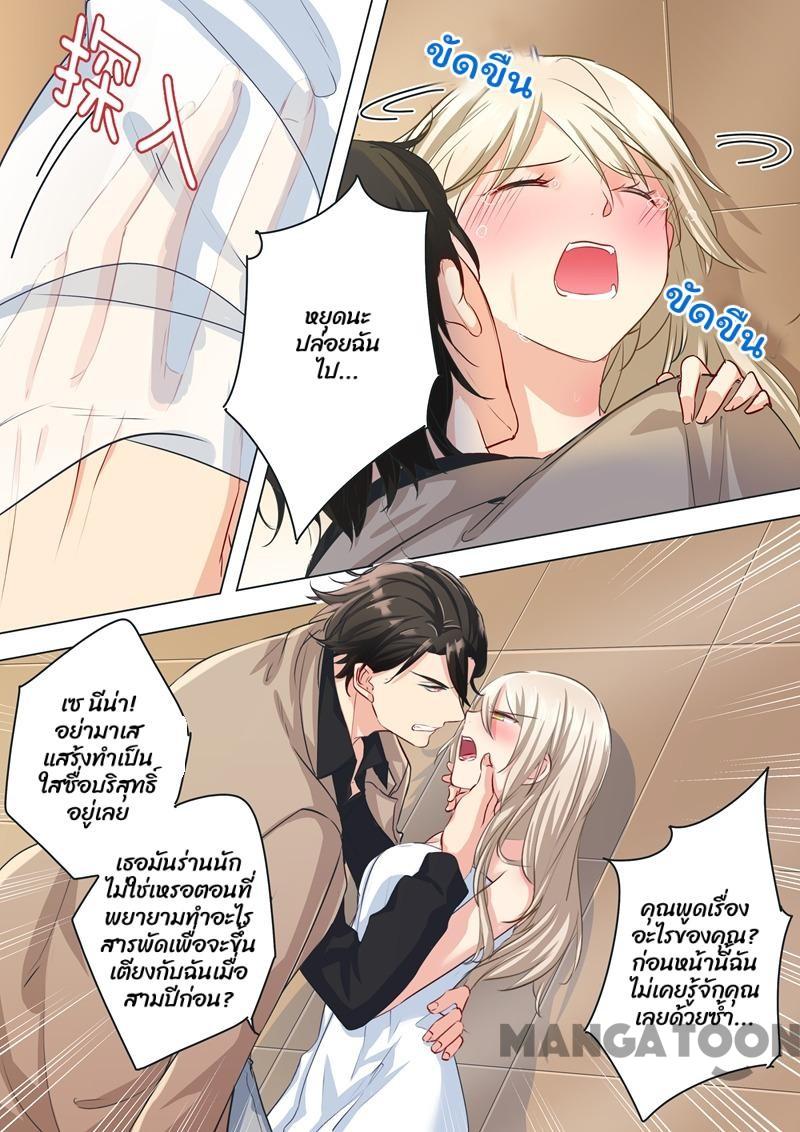 探入
ขัดขืน
ขัดขืน
หยุดนะ
ปล่อยฉัน
ไป...
เซ นีน่า!
อย่ามาเส
แสร้งทำเป็น
ใสซื่อบริสุทธิ์
อยู่เลย
เธอมันร่านนัก
ไม่ใช่เหรอตอนที่
พยายามทำอะไร
สารพัดเพื่อจะขึ้น
เตียงกับฉันเมื่อ
สามปีก่อน?
คุณพูดเรื่อง
อะไรของคุณ?
ก่อนหน้านี้ฉัน
ไม่เคยรู้จักคุณ
เลยด้วยซ้ำ...
MANGATOON